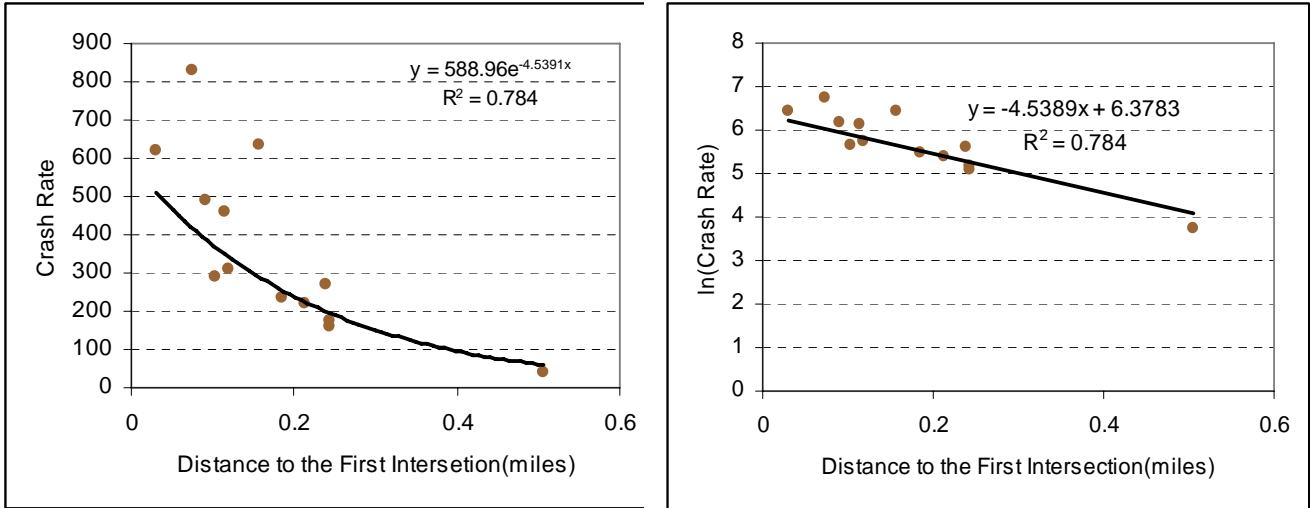 900
800
700
600
500
400
300
200
100
0
Crash Rate
y = 588.96e^-4.5391x
R² = 0.784
0 0.2 0.4 0.6
Distance to the First Intersetion(miles)
8
7
6
5
4
3
2
1
0
ln(Crash Rate)
y = -4.5389x + 6.3783
R² = 0.784
0 0.2 0.4 0.6
Distance to the First Intersection(miles)